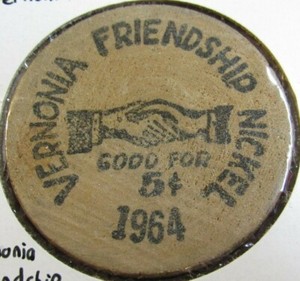 VERNONIA FRIENDSHIP NICKEL
GOOD FOR
5¢
1964